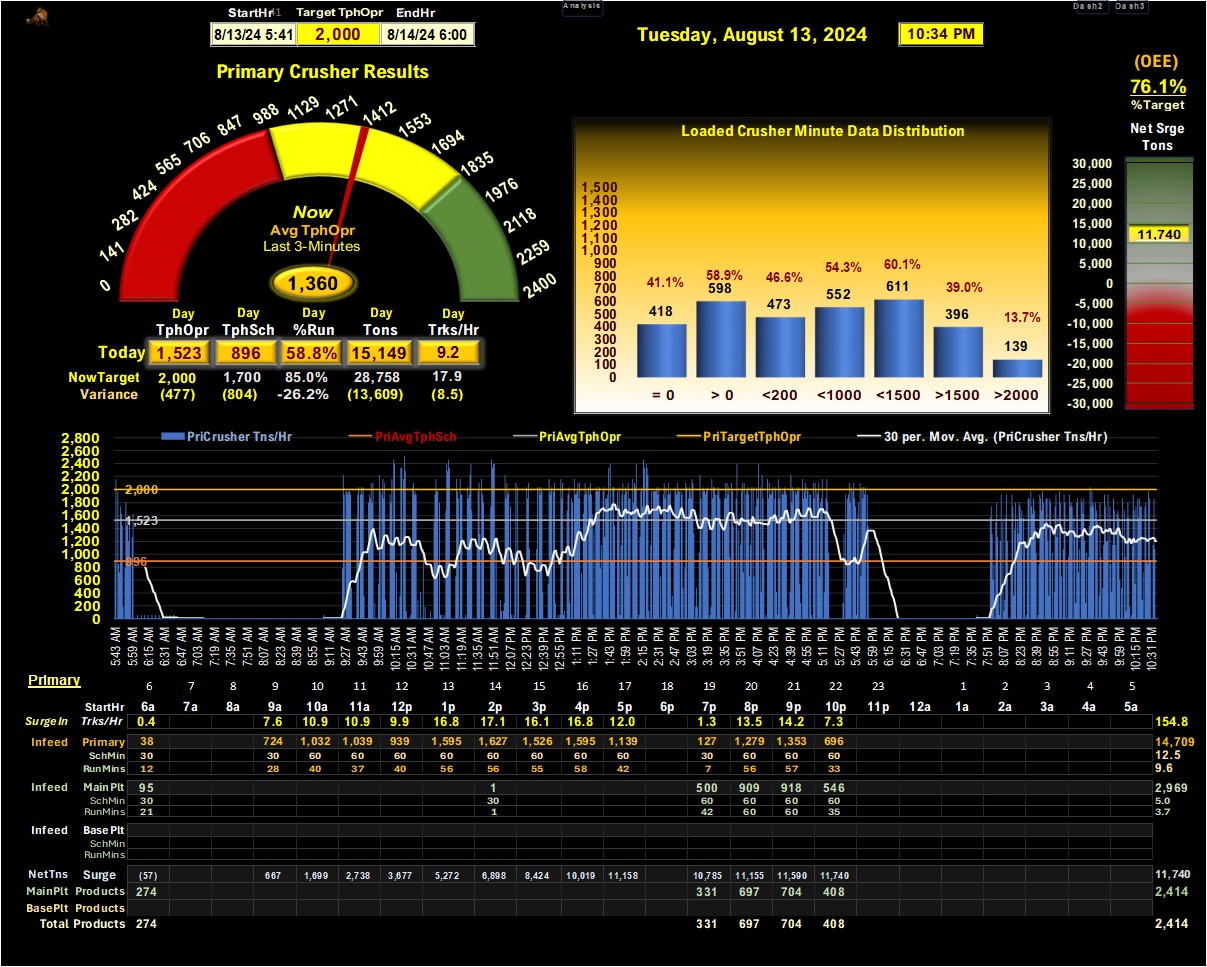 StartHr Target TphOpr EndHr
8/13/24 5:41 2,000 8/14/24 6:00
Analysis
Tuesday, August 13, 2024 10:34 PM
Dash2 Dash3
(OEE)
76.1%
%Target
Primary Crusher Results
0 141 282 424 565 706 847 988 1129 1271 1412 1553 1694 1835 1976 2118 2259 2400
Now
Avg TphOpr
Last 3-Minutes
1,360
Day Day Day Day Day
TphOpr TphSch %Run Tons Trks/Hr
Today 1,523 896 58.8% 15,149 9.2
NowTarget 2,000 1,700 85.0% 28,758 17.9
Variance (477) (804) -26.2% (13,609) (8.5)
Loaded Crusher Minute Data Distribution
1,500
1,400
1,300
1,200
1,100
1,000
900
800
700
600
500
400
300
200
100
0
41.1% 58.9% 46.6% 54.3% 60.1% 39.0% 13.7%
418 598 473 552 611 396 139
= 0 > 0 <200 <1000 <1500 >1500 >2000
Net Srge
Tons
30,000
25,000
20,000
15,000
11,740
10,000
5,000
0
-5,000
-10,000
-15,000
-20,000
-25,000
-30,000
PriCrusher Tns/Hr PriAvgTphSch PriAvgTphOpr PriTargetTphOpr 30 per. Mov. Avg. (PriCrusher Tns/Hr)
2,800
2,600
2,400
2,200
2,000
1,800
1,600
1,400
1,200
1,000
800
600
400
200
0
2,000
1,523
896
5:43 AM 5:59 AM 6:15 AM 6:31 AM 6:47 AM 7:03 AM 7:19 AM 7:35 AM 7:51 AM 8:07 AM 8:23 AM 8:39 AM 8:55 AM 9:11 AM 9:27 AM 9:43 AM 9:59 AM 10:15 AM 10:31 AM 10:47 AM 11:03 AM 11:19 AM 11:35 AM 11:51 AM 12:07 PM 12:23 PM 12:39 PM 12:55 PM 1:11 PM 1:27 PM 1:43 PM 1:59 PM 2:15 PM 2:31 PM 2:47 PM 3:03 PM 3:19 PM 3:35 PM 3:51 PM 4:07 PM 4:23 PM 4:39 PM 4:55 PM 5:11 PM 5:27 PM 5:43 PM 5:59 PM 6:15 PM 6:31 PM 6:47 PM 7:03 PM 7:19 PM 7:35 PM 7:51 PM 8:07 PM 8:23 PM 8:39 PM 8:55 PM 9:11 PM 9:27 PM 9:43 PM 9:59 PM 10:15 PM 10:31 PM
Primary
6 7 8 9 10 11 12 13 14 15 16 17 18 19 20 21 22 23 1 2 3 4 5
StartHr 6a 7a 8a 9a 10a 11a 12p 1p 2p 3p 4p 5p 6p 7p 8p 9p 10p 11p 12a 1a 2a 3a 4a 5a
SurgeIn Trks/Hr 0.4 7.6 10.9 10.9 9.9 16.8 17.1 16.1 16.8 12.0 1.3 13.5 14.2 7.3 154.8
Infeed Primary 38 724 1,032 1,039 939 1,595 1,627 1,526 1,595 1,139 127 1,279 1,353 696 14,709
SchMin 30 30 60 60 60 60 60 60 60 60 30 60 60 60 12.5
RunMins 12 28 40 37 40 56 56 55 58 42 7 56 57 33 9.6
Infeed MainPlt 95 1 500 909 918 546 2,969
SchMin 30 30 60 60 60 60 5.0
RunMins 21 1 42 60 60 35 3.7
Infeed Base Plt
SchMin
RunMins
NetTns Surge (57) 667 1,699 2,738 3,677 5,272 6,898 8,424 10,019 11,158 10,785 11,155 11,590 11,740 11,740
MainPlt Products 274 331 697 704 408 2,414
BasePlt Products
Total Products 274 331 697 704 408 2,414